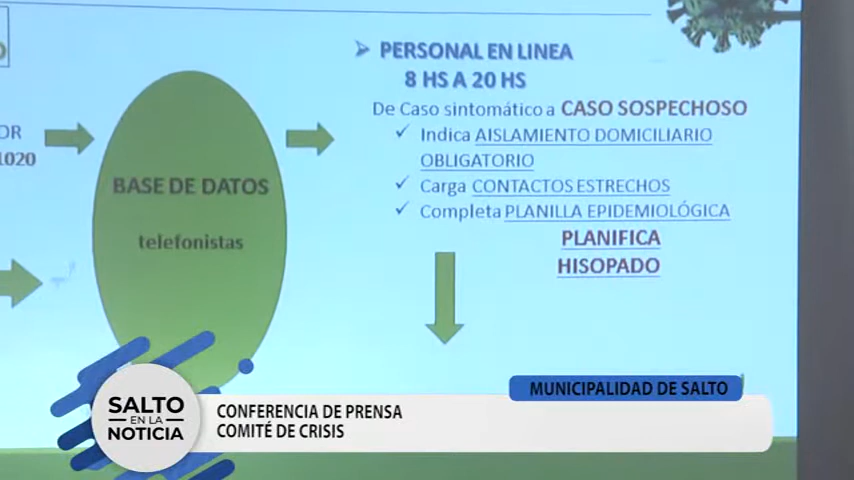 PERSONAL EN LINEA
8 HS A 20 HS
De Caso sintomático a CASO SOSPECHOSO
Indica AISLAMIENTO DOMICILIARIO
OBLIGATORIO
Carga CONTACTOS ESTRECHOS
Completa PLANILLA EPIDEMIOLÓGICA
PLANIFICA
HISOPADO
BASE DE DATOS
telefonistas
MUNICIPALIDAD DE SALTO
SALTO
EN LA
NOTICIA
CONFERENCIA DE PRENSA
COMITÉ DE CRISIS